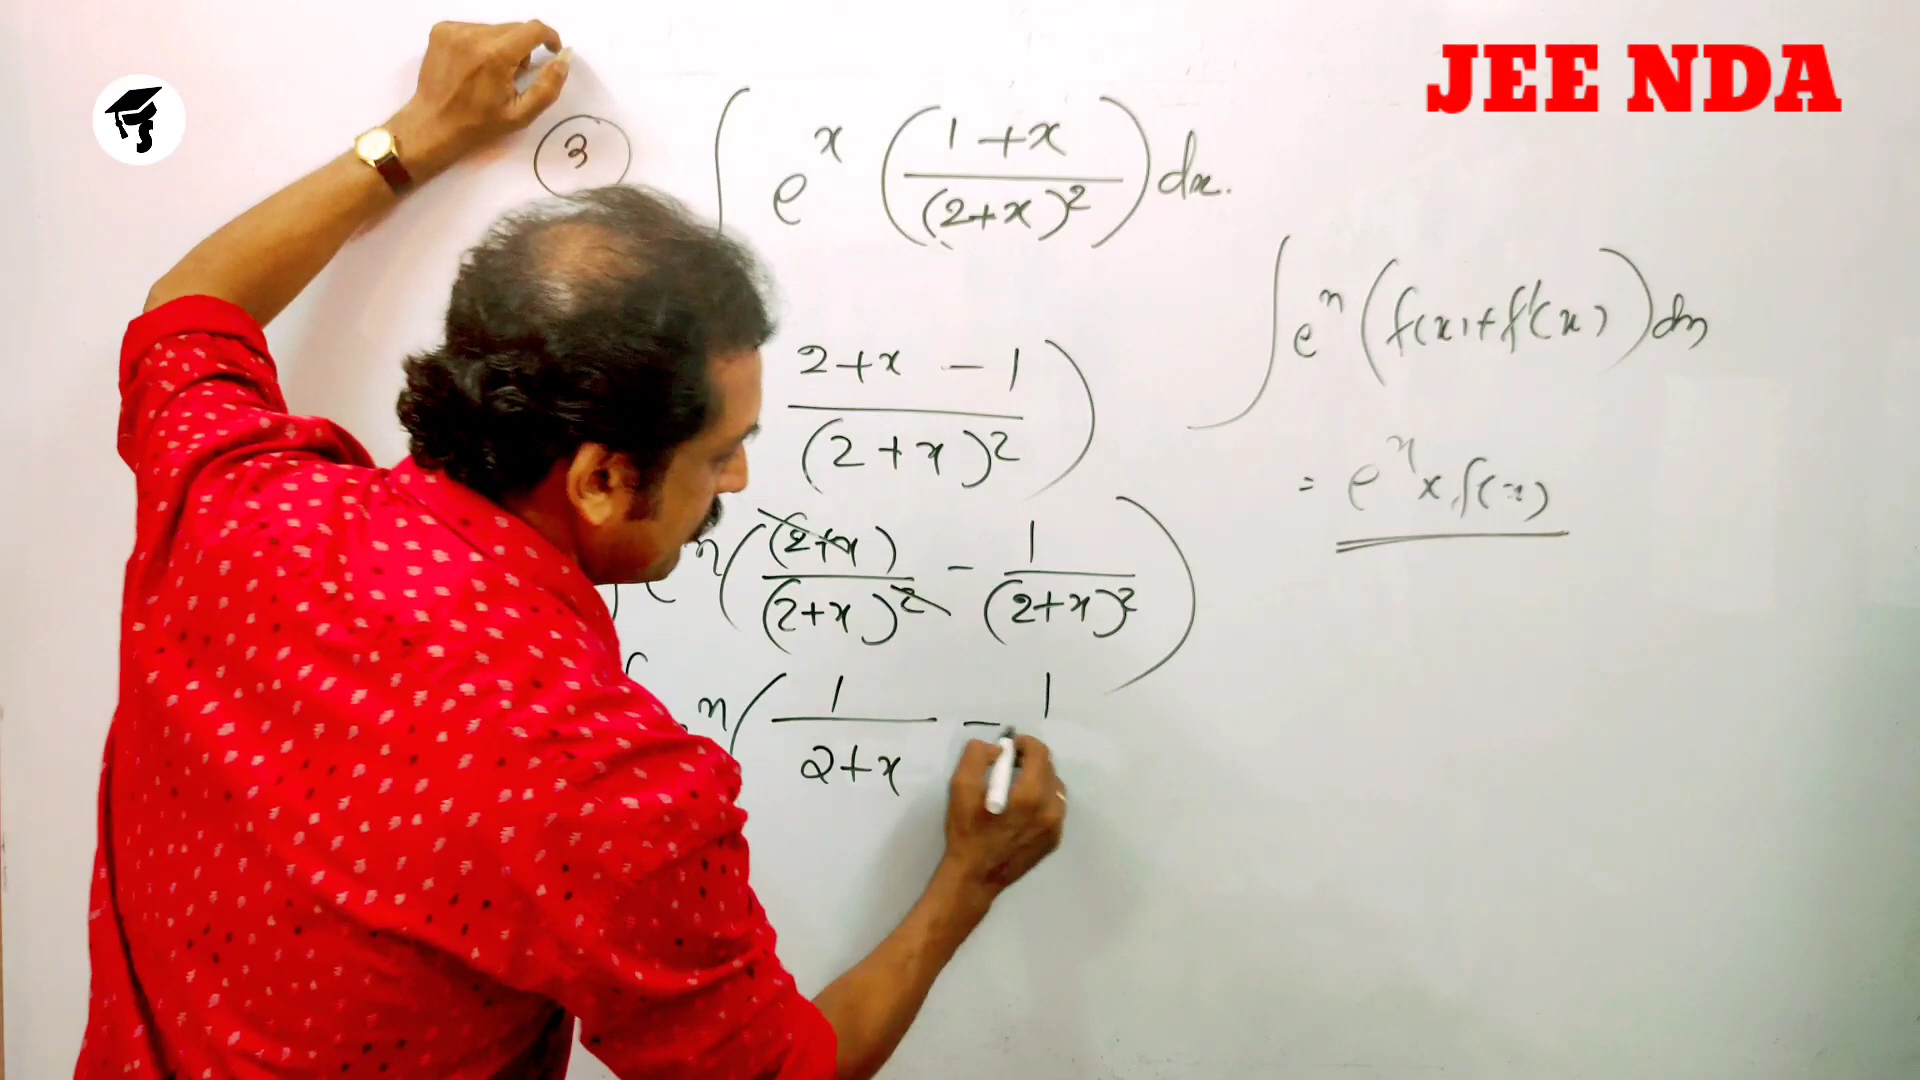 JEE NDA
3
∫ e^x ( (1+x) / (2+x)^2 ) dx.
(2+x - 1) / (2+x)^2 )
e^x ( (2+x) / (2+x)^2 - 1 / (2+x)^2 )
x ( 1 / (2+x) - 1
∫ e^x ( f(x) + f'(x) ) dx
= e^x x f(x)